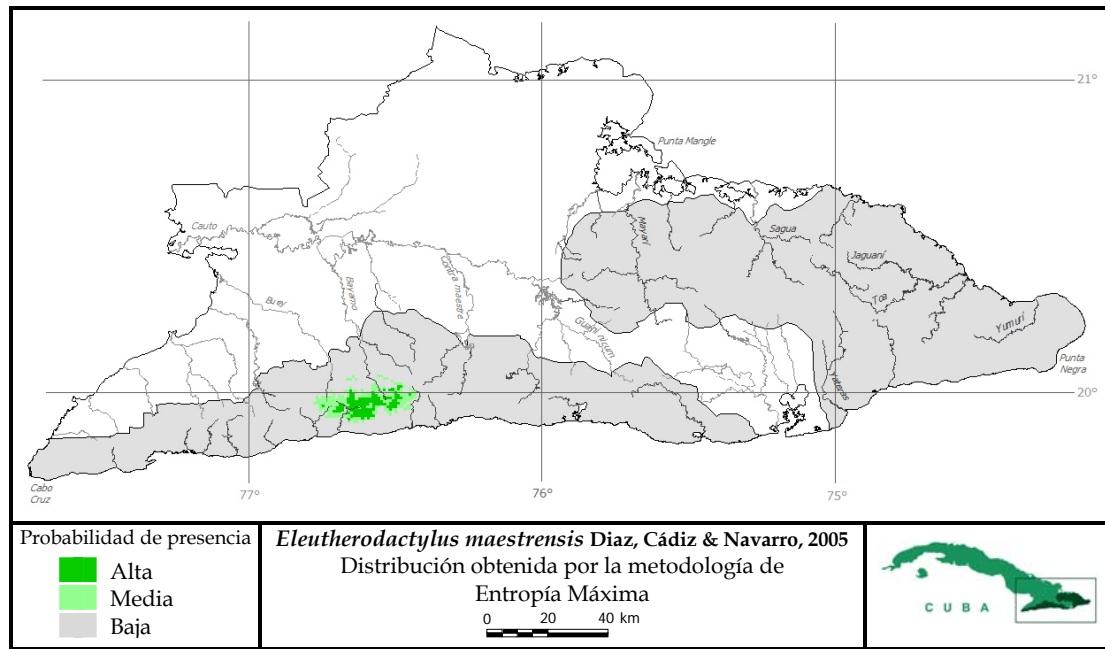 21°
Punta Mangle
Cauto
Mayarí
Sagua
Jaguaní
Contra maestre
Bayamo
Buey
Toa
Guaninicum
Yumurí
Punta
Negra
Yateras
20°
Cabo
Cruz
77°
76°
75°
Probabilidad de presencia
Alta
Media
Baja
Eleutherodactylus maestrensis Diaz, Cádiz & Navarro, 2005
Distribución obtenida por la metodología de
Entropía Máxima
0 20 40 km
CUBA